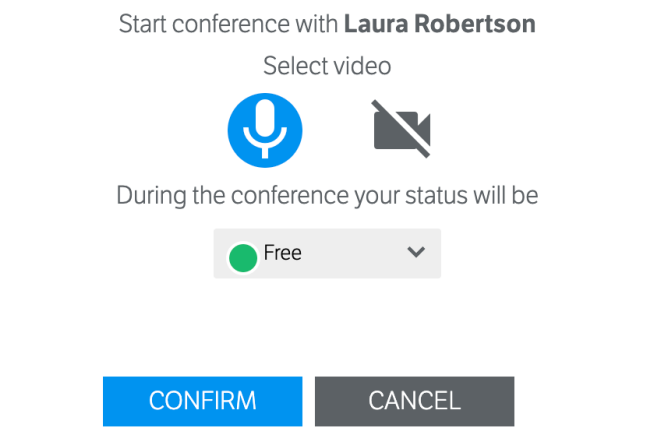 Start conference with Laura Robertson
Select video
During the conference your status will be
Free
CONFIRM CANCEL